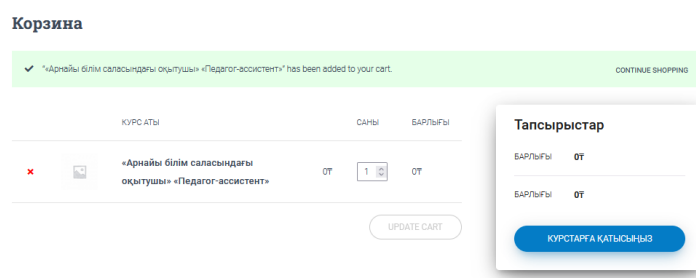 Корзина
"«Арнайы білім саласындағы оқытушы» «Педагог-ассистент»" has been added to your cart.
CONTINUE SHOPPING
КУРС АТЫ САНЫ БАРЛЫҒЫ
«Арнайы білім саласындағы
оқытушы» «Педагог-ассистент»
0₸ 1 0₸
UPDATE CART
Тапсырыстар
БАРЛЫҒЫ 0₸
БАРЛЫҒЫ 0₸
КУРСТАРҒА ҚАТЫСЫҢЫЗ